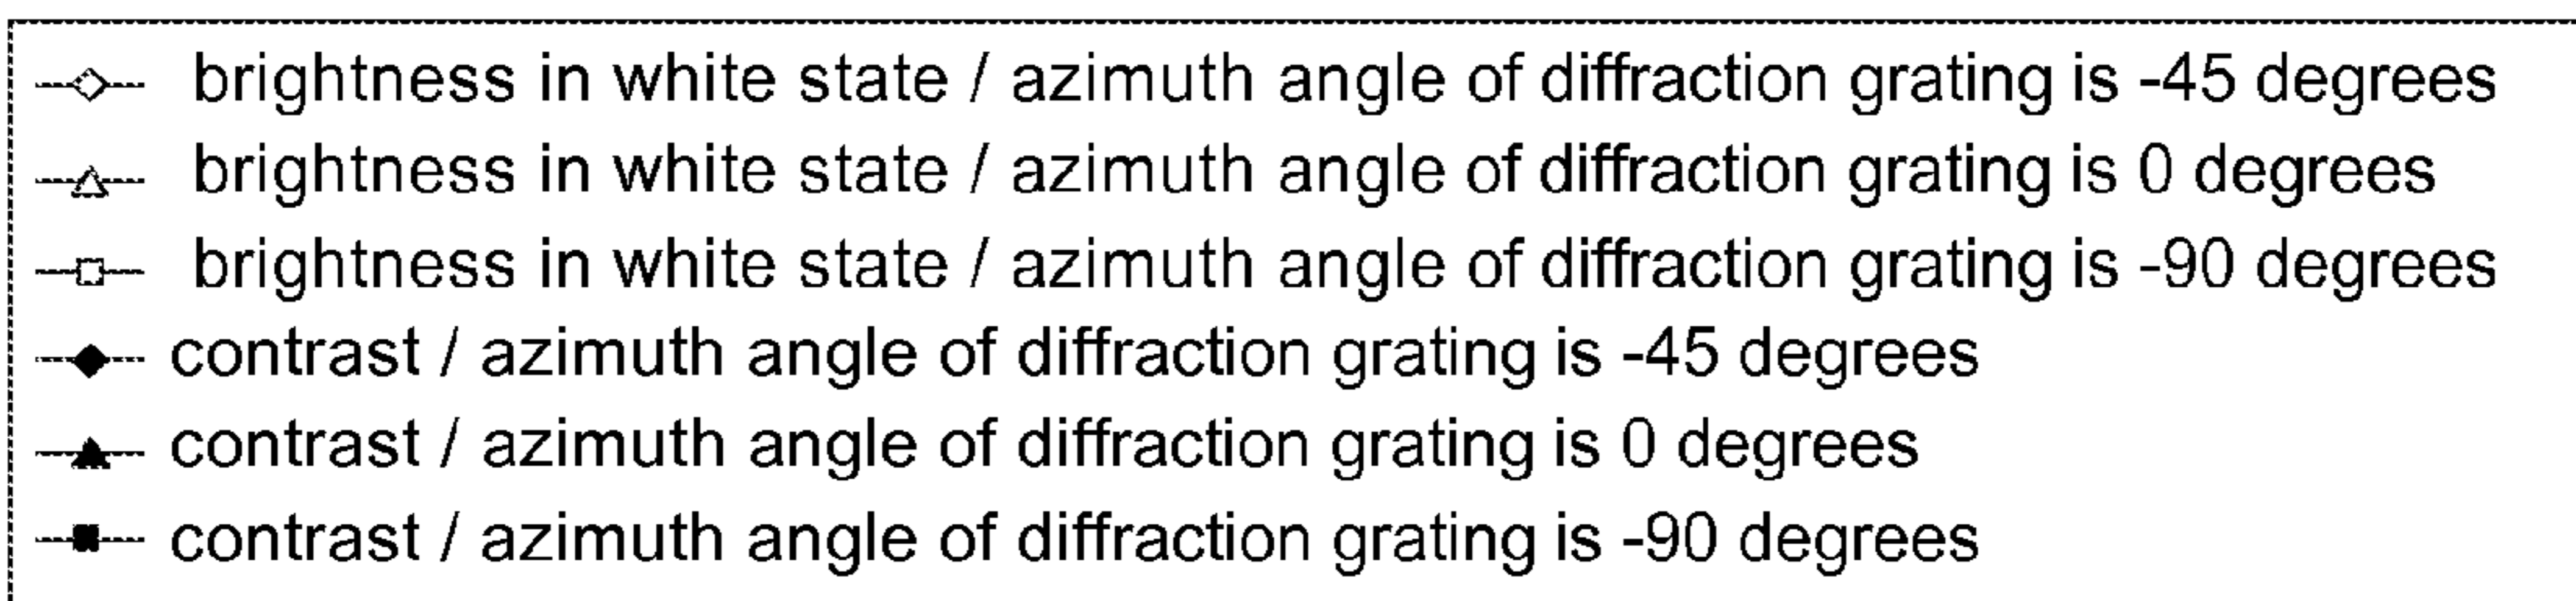 brightness in white state / azimuth angle of diffraction grating is -45 degrees
brightness in white state / azimuth angle of diffraction grating is 0 degrees
brightness in white state / azimuth angle of diffraction grating is -90 degrees
contrast / azimuth angle of diffraction grating is -45 degrees
contrast / azimuth angle of diffraction grating is 0 degrees
contrast / azimuth angle of diffraction grating is -90 degrees